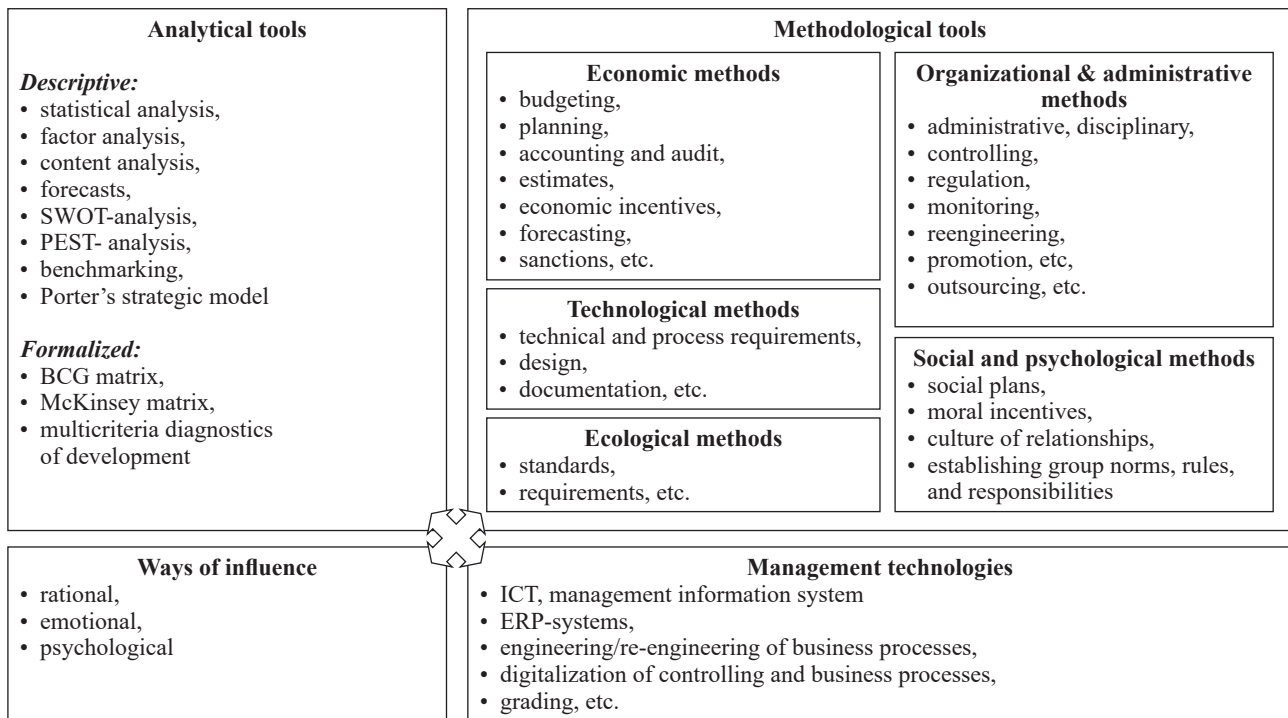 Analytical tools
Descriptive:
• statistical analysis,
• factor analysis,
• content analysis,
• forecasts,
• SWOT-analysis,
• PEST- analysis,
• benchmarking,
• Porter’s strategic model
Formalized:
• BCG matrix,
• McKinsey matrix,
• multicriteria diagnostics
of development
Methodological tools
Economic methods
• budgeting,
• planning,
• accounting and audit,
• estimates,
• economic incentives,
• forecasting,
• sanctions, etc.
Technological methods
• technical and process requirements,
• design,
• documentation, etc.
Ecological methods
• standards,
• requirements, etc.
Organizational & administrative
methods
• administrative, disciplinary,
• controlling,
• regulation,
• monitoring,
• reengineering,
• promotion, etc,
• outsourcing, etc.
Social and psychological methods
• social plans,
• moral incentives,
• culture of relationships,
• establishing group norms, rules,
and responsibilities
Ways of influence
• rational,
• emotional,
• psychological
Management technologies
• ICT, management information system
• ERP-systems,
• engineering/re-engineering of business processes,
• digitalization of controlling and business processes,
• grading, etc.